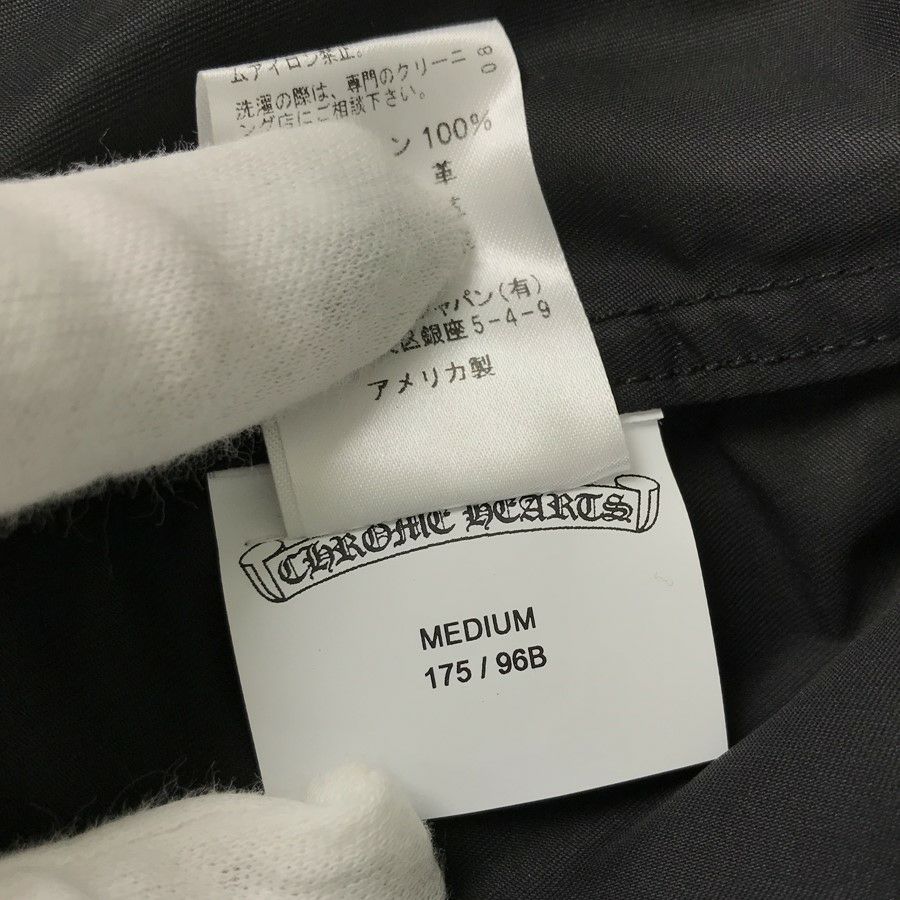 ムアイロン禁止。
洗濯の際は、専門のクリーニ
ング店にご相談下さい。
ン 100%
革
ャパン(有)
区銀座5-4-9
アメリカ製
08
CHROME HEARTS
MEDIUM
175 / 96B